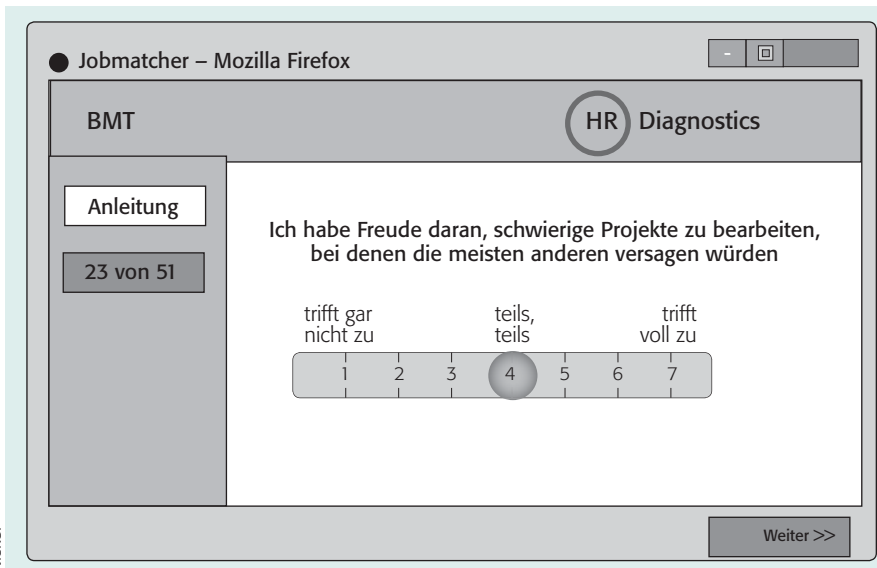 Jobmatcher – Mozilla Firefox
-
BMT
HR Diagnostics
Anleitung
23 von 51
Ich habe Freude daran, schwierige Projekte zu bearbeiten,
bei denen die meisten anderen versagen würden
trifft gar teils, trifft
nicht zu teils voll zu
1 2 3 4 5 6 7
Weiter >>